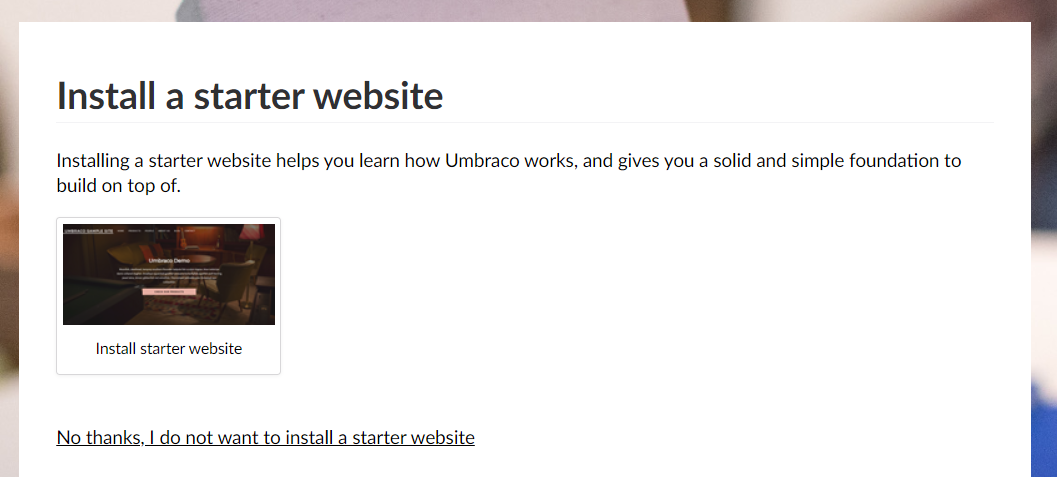 Install a starter website
Installing a starter website helps you learn how Umbraco works, and gives you a solid and simple foundation to
build on top of.
UMBRACO SAMPLE SITE
Umbraco Demo
Install starter website
No thanks, I do not want to install a starter website